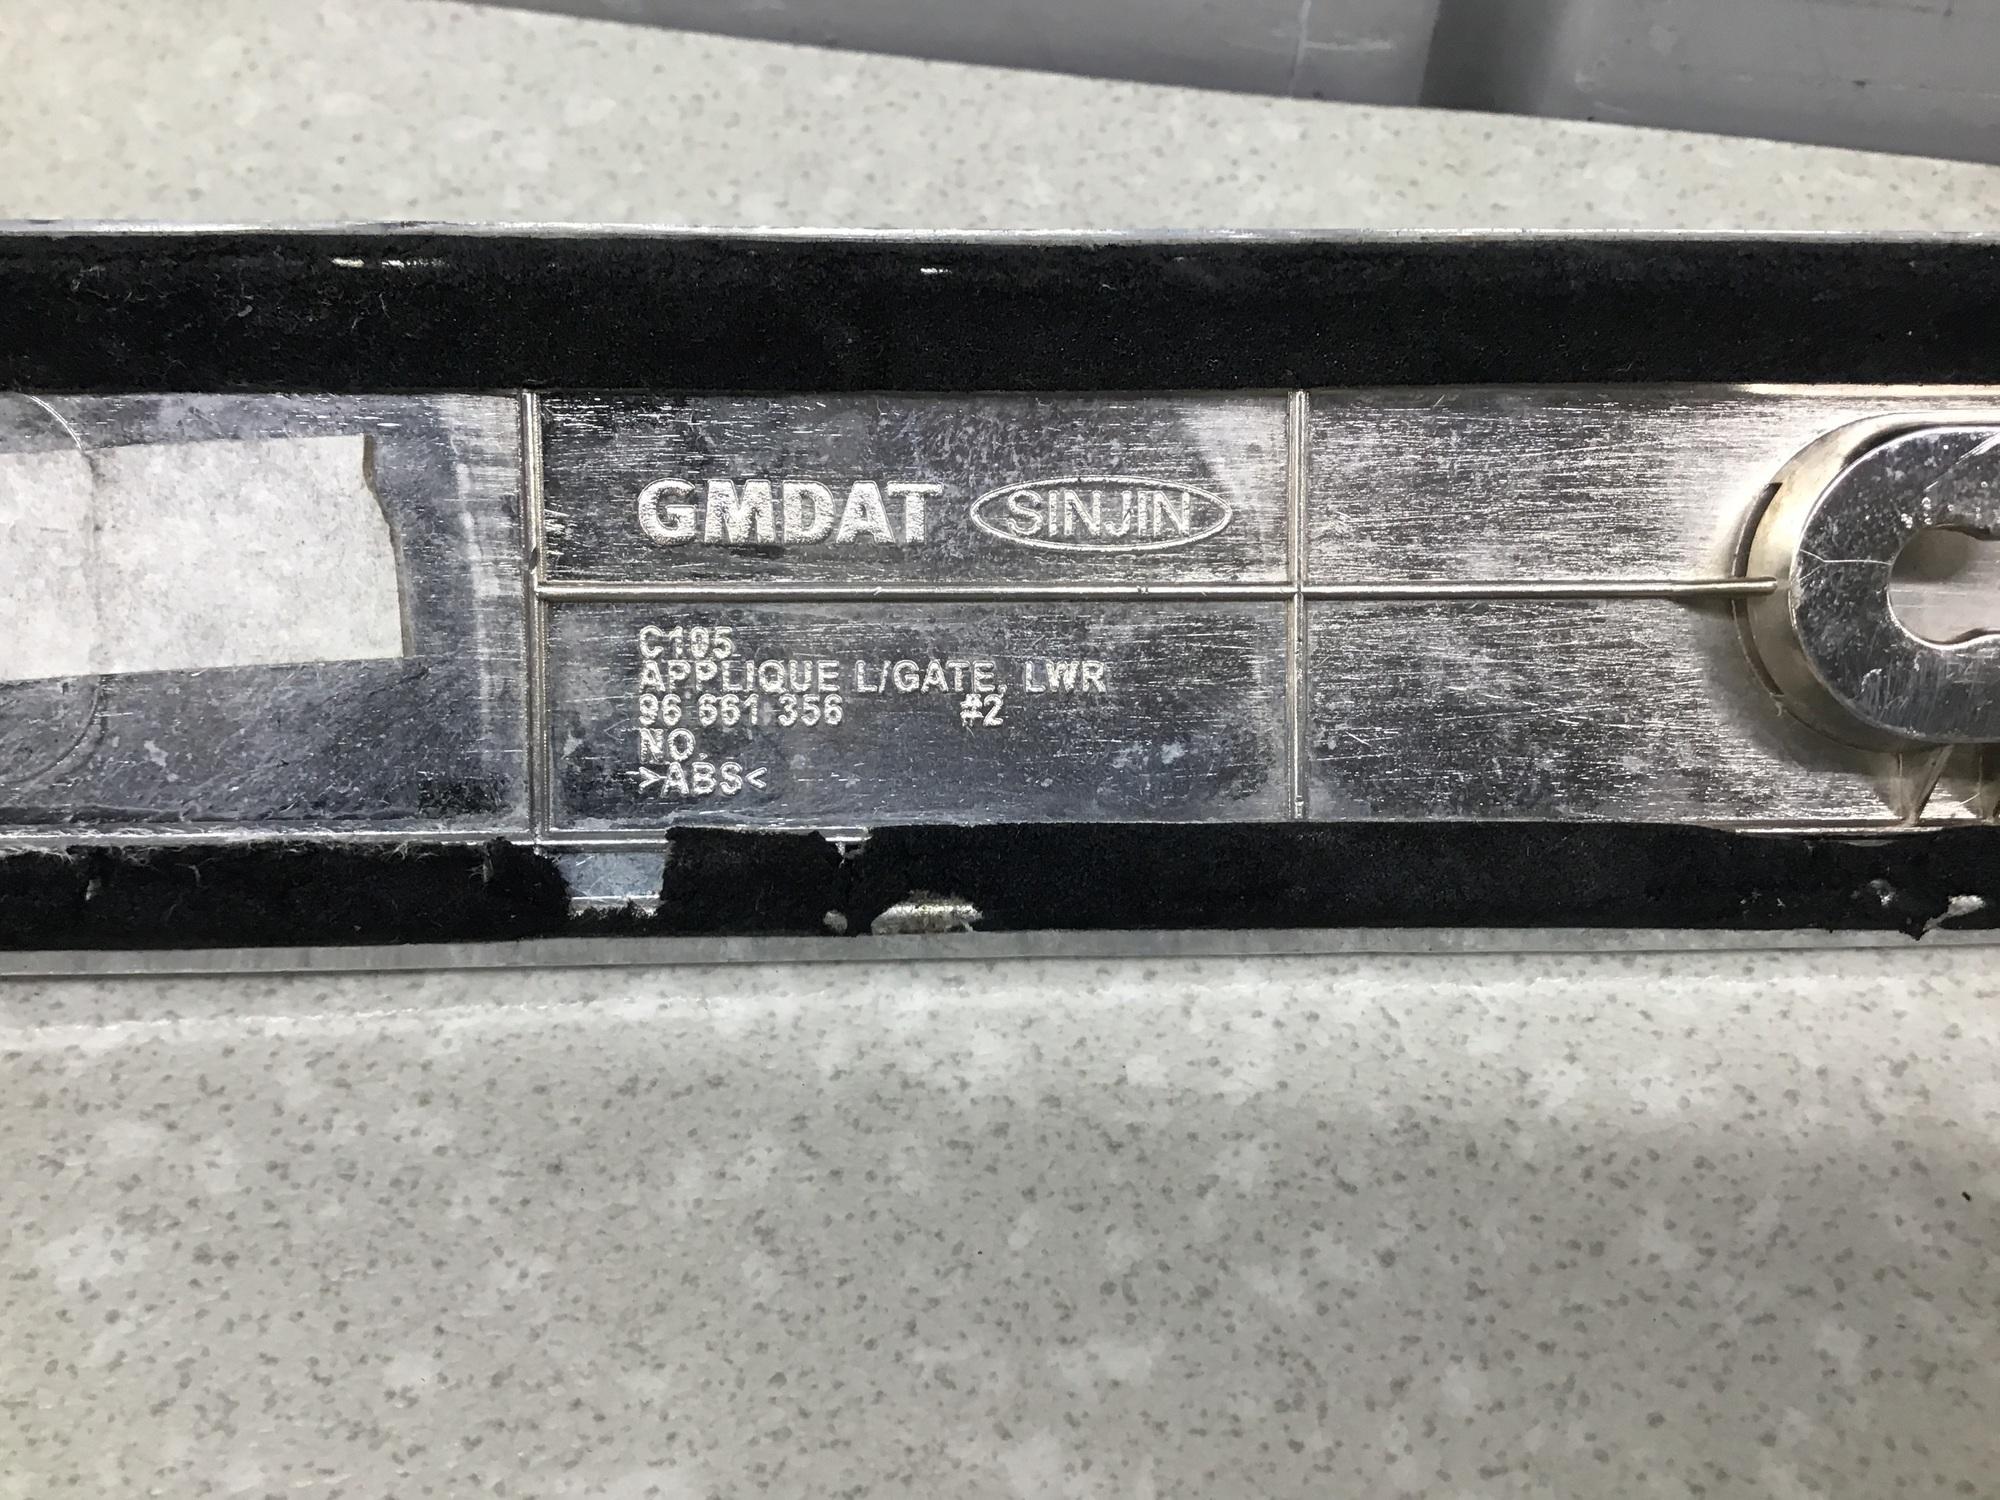 GMDAT SINJIN
C105
APPLIQUE L/GATE, LWR
96 661 356 #2
NO.
>ABS<